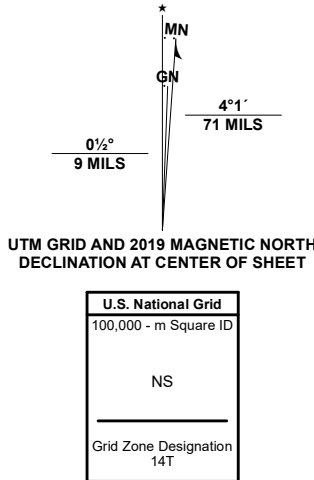 ★
MN
GN
4°1´
71 MILS
0½°
9 MILS
UTM GRID AND 2019 MAGNETIC NORTH
DECLINATION AT CENTER OF SHEET
U.S. National Grid
100,000 - m Square ID
NS
Grid Zone Designation
14T